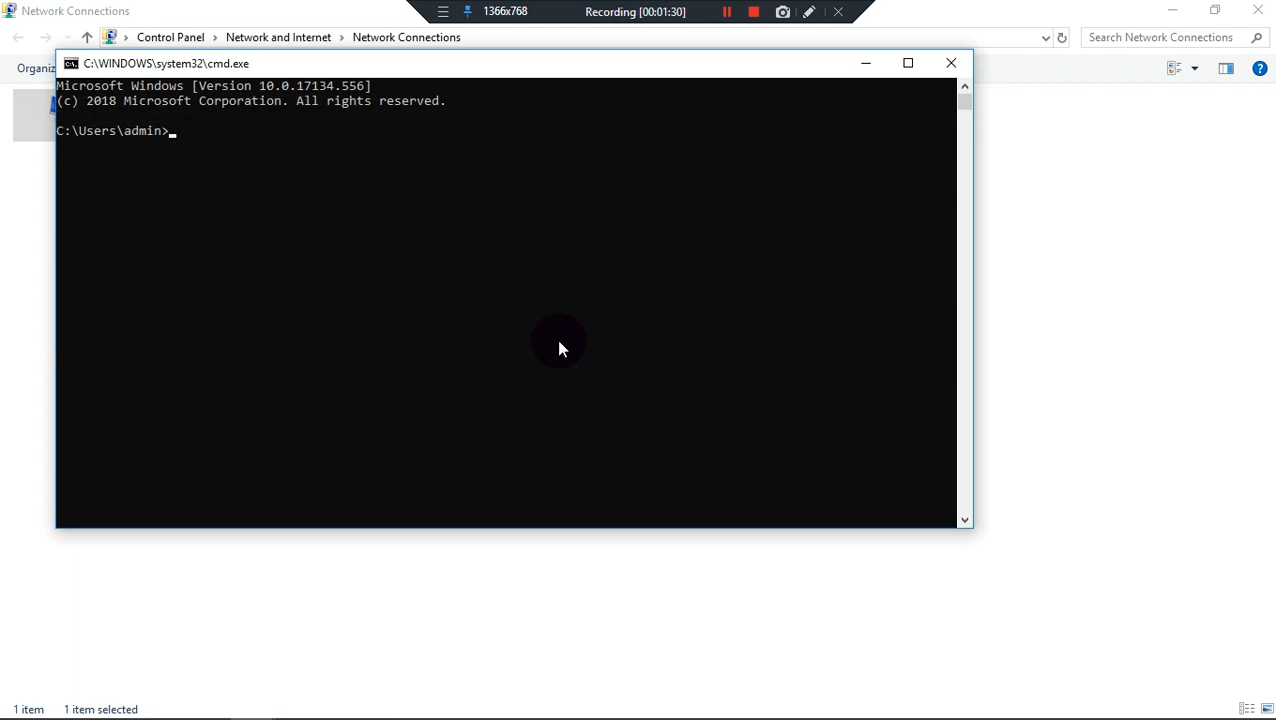 Network Connections
1366x768
Recording [00:01:30]
Control Panel > Network and Internet > Network Connections
Search Network Connections
Organiz
C:\WINDOWS\system32\cmd.exe
Microsoft Windows [Version 10.0.17134.556]
(c) 2018 Microsoft Corporation. All rights reserved.
C:\Users\admin>
1 item
1 item selected